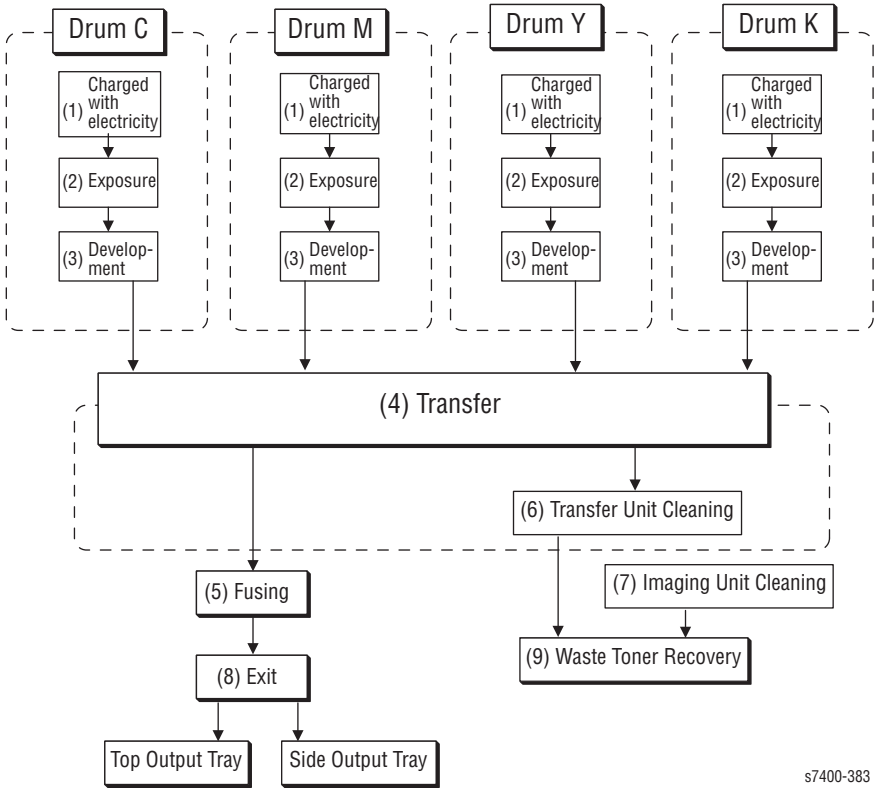 Drum C
Drum M
Drum Y
Drum K
(1) Charged
with
electricity
(2) Exposure
(3) Develop-
ment
(1) Charged
with
electricity
(2) Exposure
(3) Develop-
ment
(1) Charged
with
electricity
(2) Exposure
(3) Develop-
ment
(1) Charged
with
electricity
(2) Exposure
(3) Develop-
ment
(4) Transfer
(6) Transfer Unit Cleaning
(5) Fusing
(7) Imaging Unit Cleaning
(8) Exit
(9) Waste Toner Recovery
Top Output Tray
Side Output Tray
s7400-383